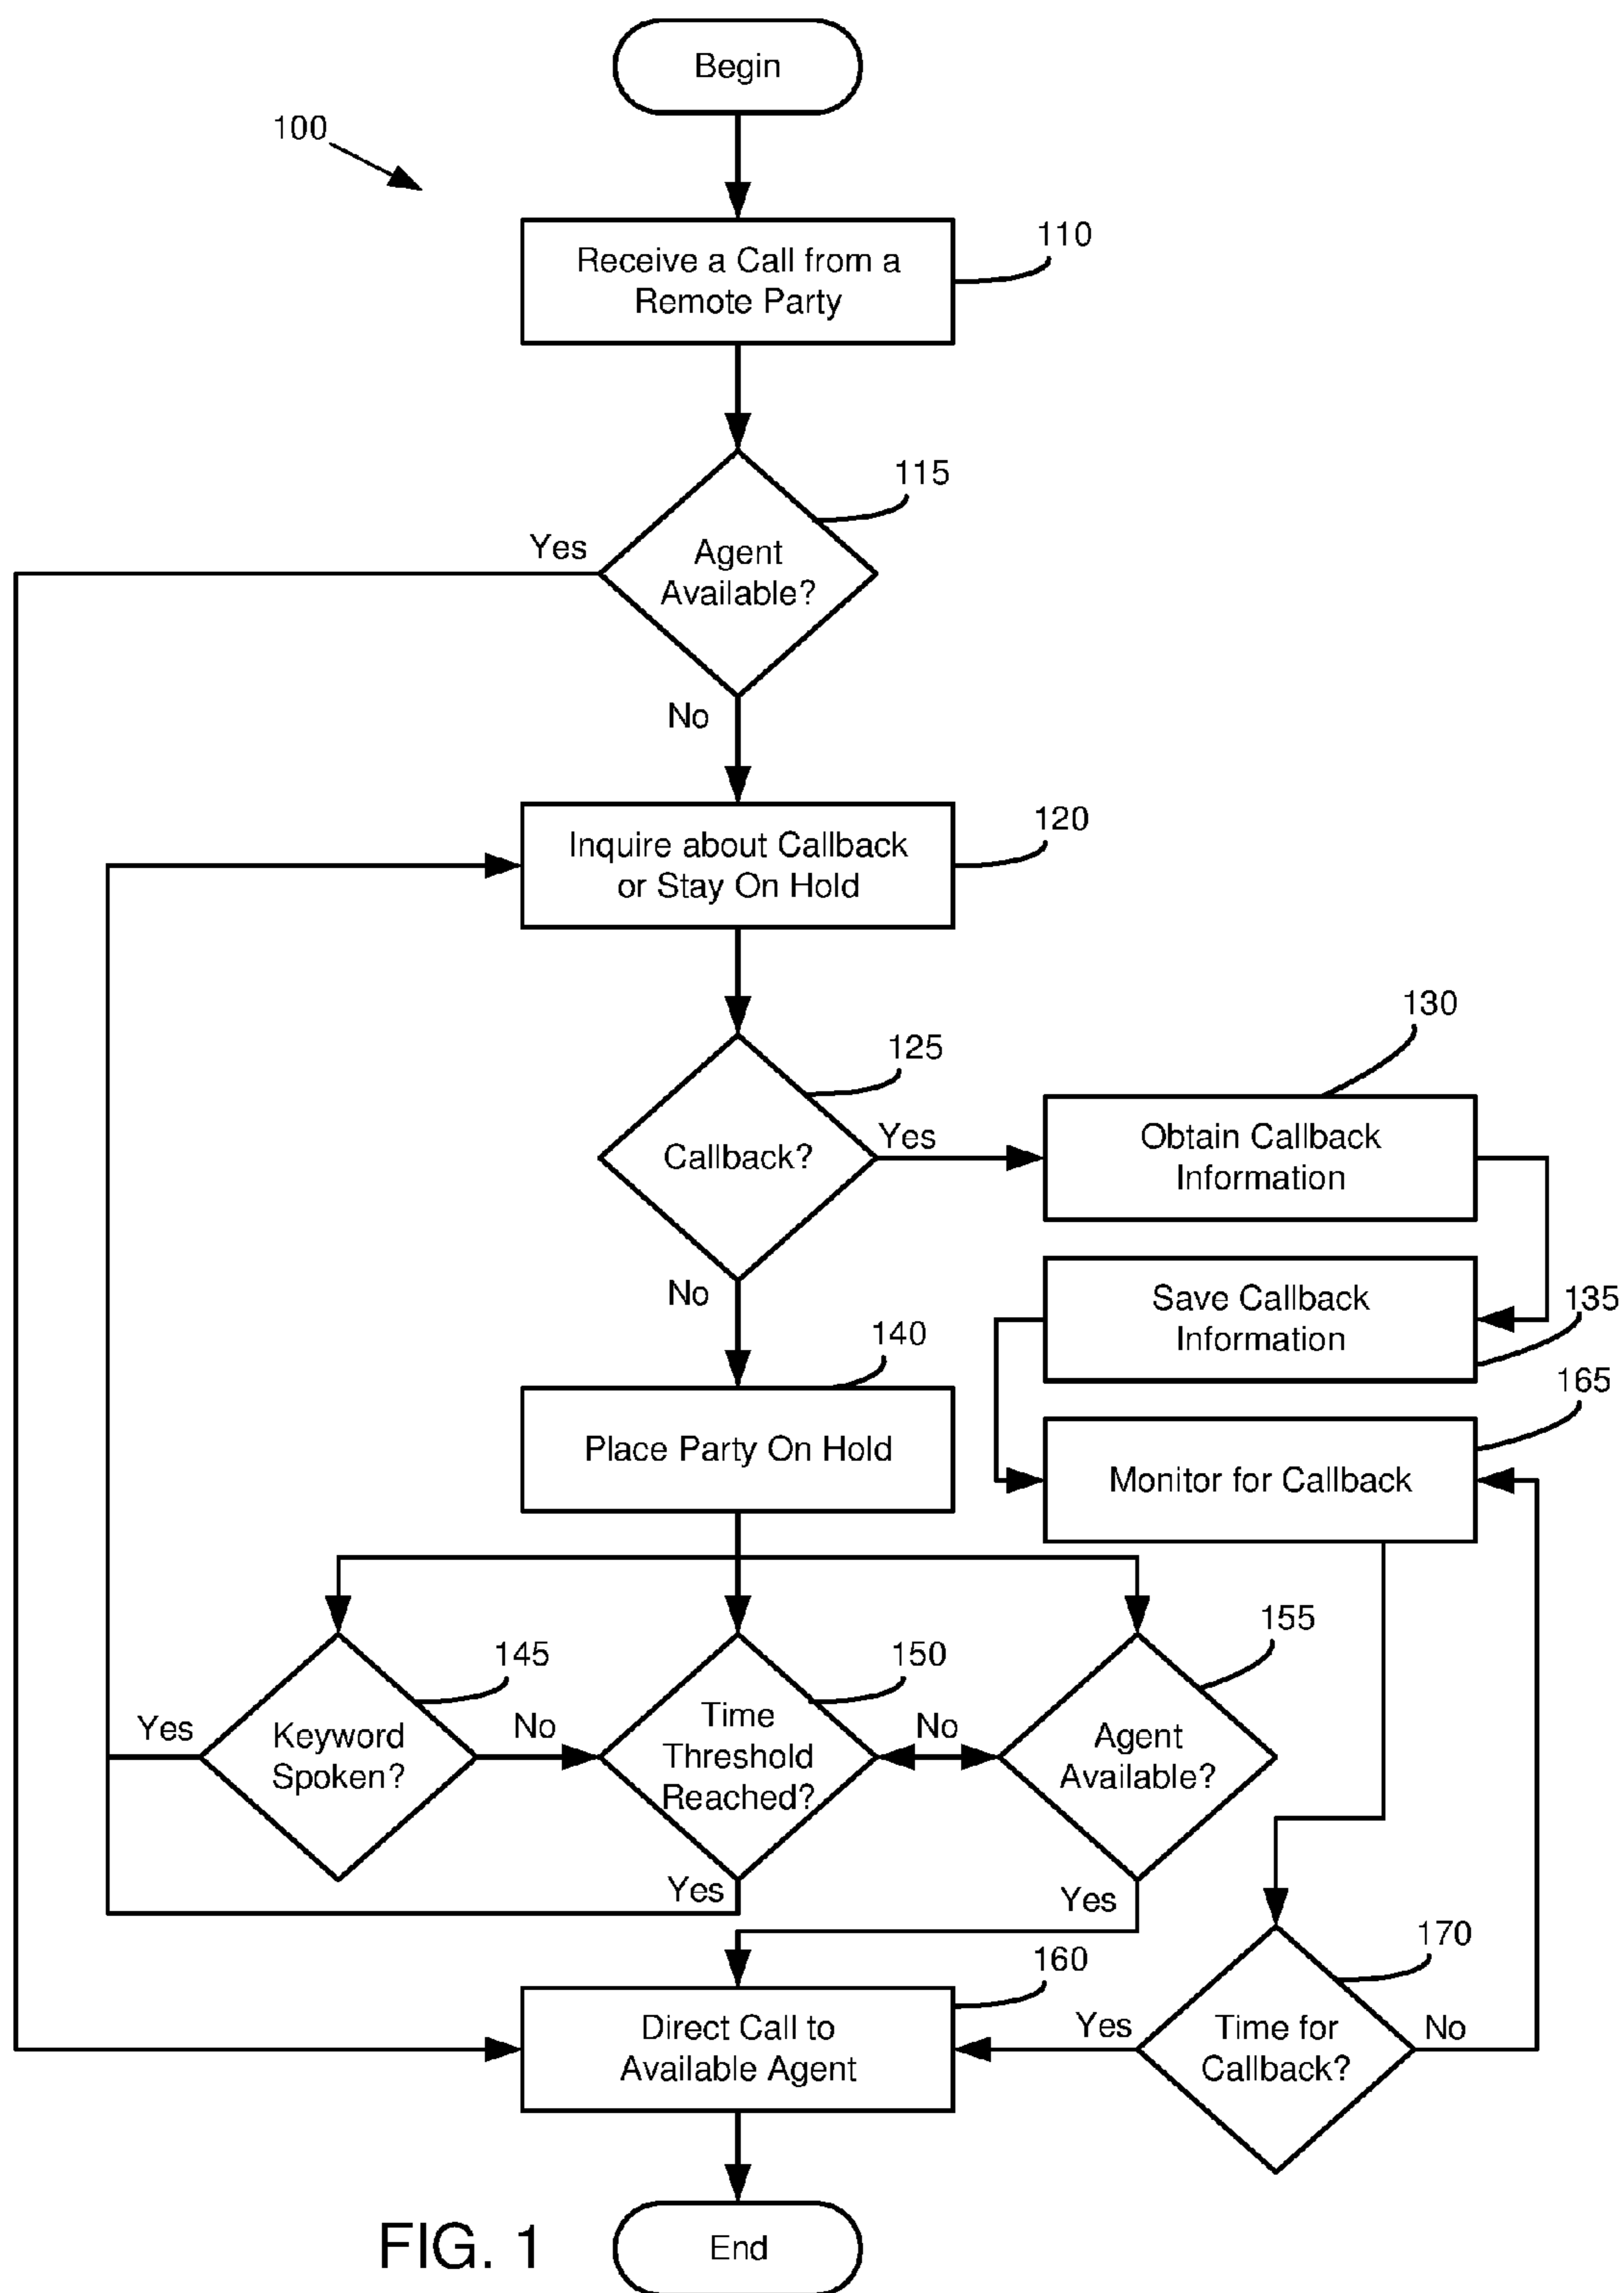 Begin
100
Receive a Call from a
Remote Party
110
115
Yes
Agent
Available?
No
Inquire about Callback
or Stay On Hold
120
125
Callback?
Yes
130
Obtain Callback
Information
No
Save Callback
Information
135
140
Place Party On Hold
165
Monitor for Callback
145
Yes
Keyword
Spoken?
No
150
Time
Threshold
Reached?
Yes
No
155
Agent
Available?
Yes
160
Direct Call to
Available Agent
170
Yes
Time for
Callback?
No
End
FIG. 1